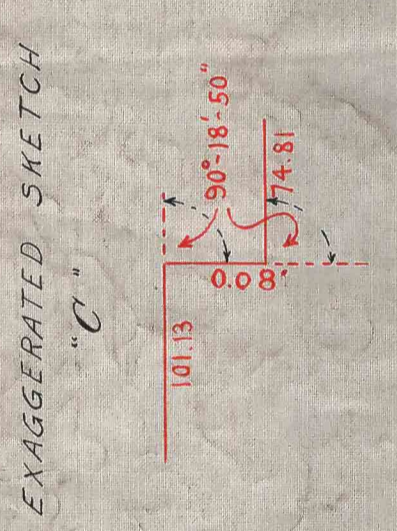 EXAGGERATED SKETCH
"C"
90°-18'-50"
101.13
0.08'
74.81